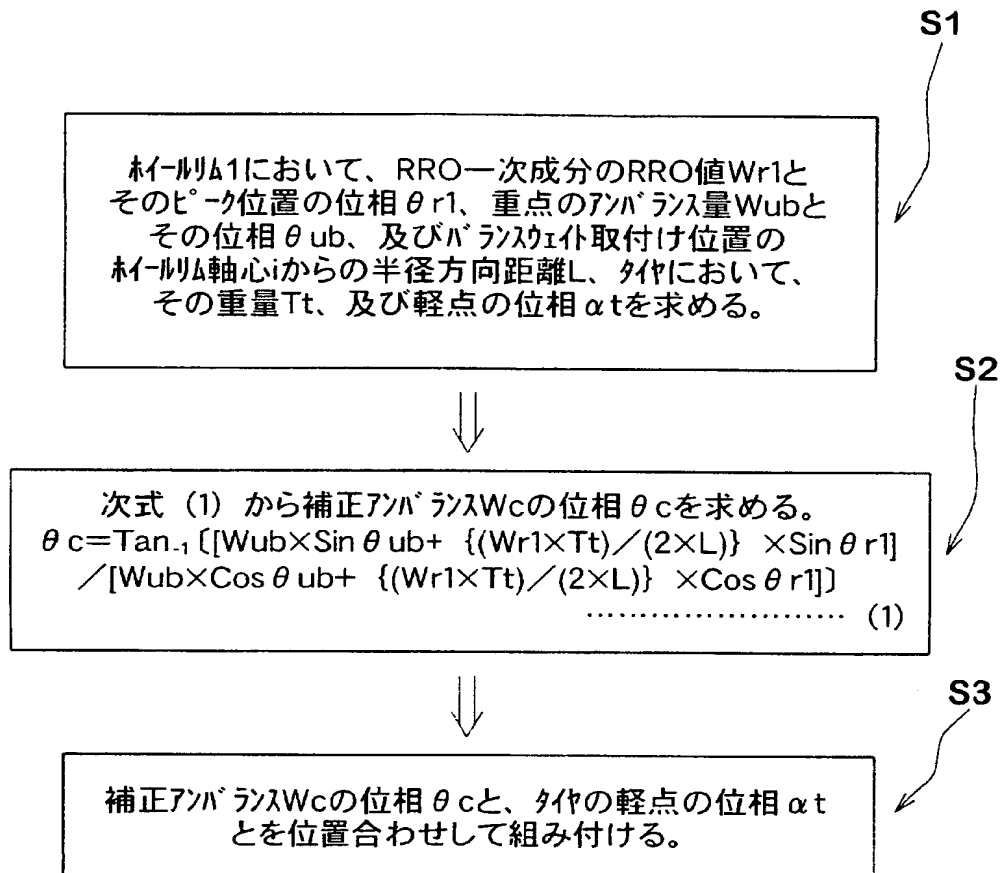 S1
ﾎｲｰﾙﾘﾑ1において、RRO一次成分のRRO値Wr1と
そのﾋﾟｰｸ位置の位相θr1、重点のｱﾝﾊﾞﾗﾝｽ量Wubと
その位相θub、及びﾊﾞﾗﾝｽｳｪｲﾄ取付け位置の
ﾎｲｰﾙﾘﾑ軸心iからの半径方向距離L、ﾀｲﾔにおいて、
その重量Tt、及び軽点の位相αtを求める。
S2
次式 (1) から補正ｱﾝﾊﾞﾗﾝｽWcの位相θcを求める。
θc=Tan-1〔[Wub×Sinθub+ {(Wr1×Tt)/(2×L)} ×Sinθr1]
/[Wub×Cosθub+ {(Wr1×Tt)/(2×L)} ×Cosθr1]〕
........................ (1)
S3
補正ｱﾝﾊﾞﾗﾝｽWcの位相θcと、ﾀｲﾔの軽点の位相αt
とを位置合わせして組み付ける。